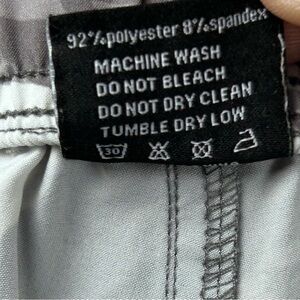 92%polyester 8%spandex
MACHINE WASH
DO NOT BLEACH
DO NOT DRY CLEAN
TUMBLE DRY LOW
30